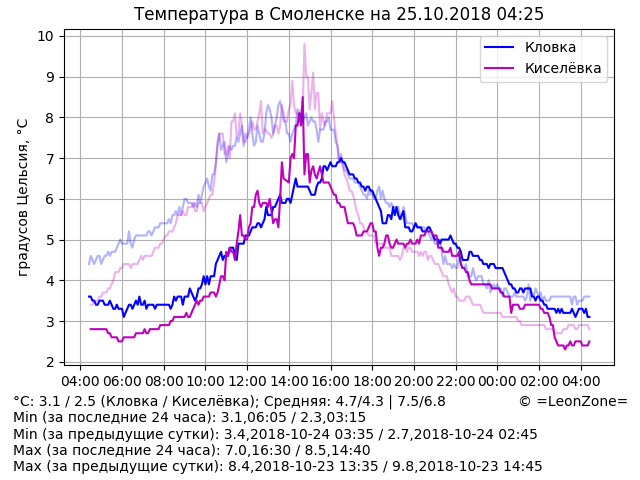 Температура в Смоленске на 25.10.2018 04:25
градусов Цельсия, °C
10
9
8
7
6
5
4
3
2
Кловка
Киселёвка
04:00 06:00 08:00 10:00 12:00 14:00 16:00 18:00 20:00 22:00 00:00 02:00 04:00
°C: 3.1 / 2.5 (Кловка / Киселёвка); Средняя: 4.7/4.3 | 7.5/6.8 © =LeonZone=
Min (за последние 24 часа): 3.1,06:05 / 2.3,03:15
Min (за предыдущие сутки): 3.4,2018-10-24 03:35 / 2.7,2018-10-24 02:45
Max (за последние 24 часа): 7.0,16:30 / 8.5,14:40
Max (за предыдущие сутки): 8.4,2018-10-23 13:35 / 9.8,2018-10-23 14:45